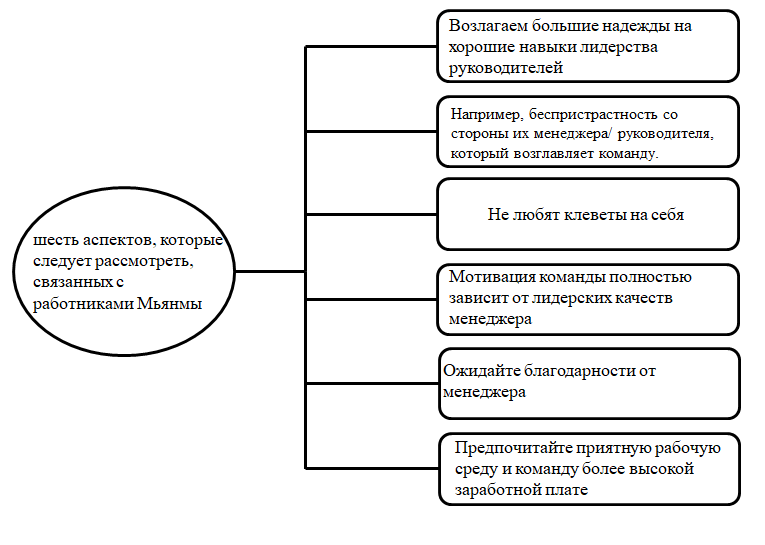 Возлагаем большие надежды на
хорошие навыки лидерства
руководителей
Например, беспристрастность со
стороны их менеджера/ руководителя,
который возглавляет команду.
Не любят клеветы на себя
шесть аспектов, которые
следует рассмотреть,
связанных с
работниками Мьянмы
Мотивация команды полностью
зависит от лидерских качеств
менеджера
Ожидайте благодарности от
менеджера
Предпочитайте приятную рабочую
среду и команду более высокой
заработной плате